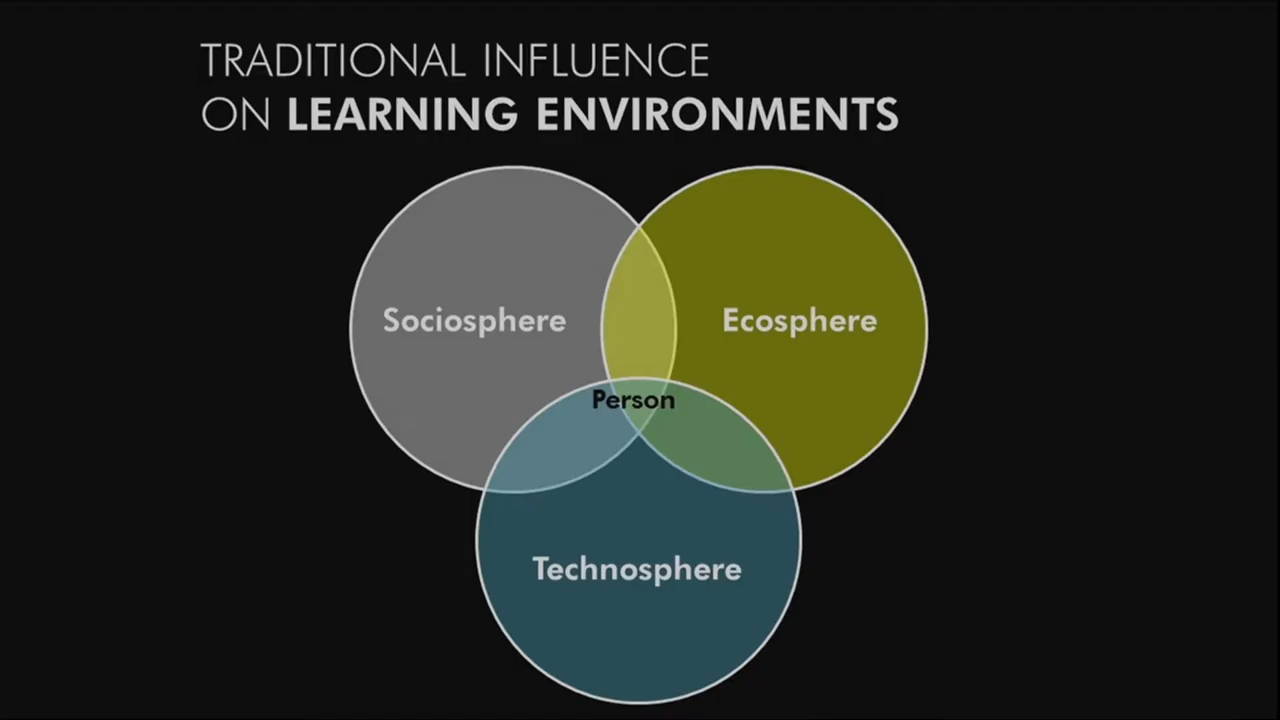 TRADITIONAL INFLUENCE
ON LEARNING ENVIRONMENTS
Sociosphere
Ecosphere
Person
Technosphere